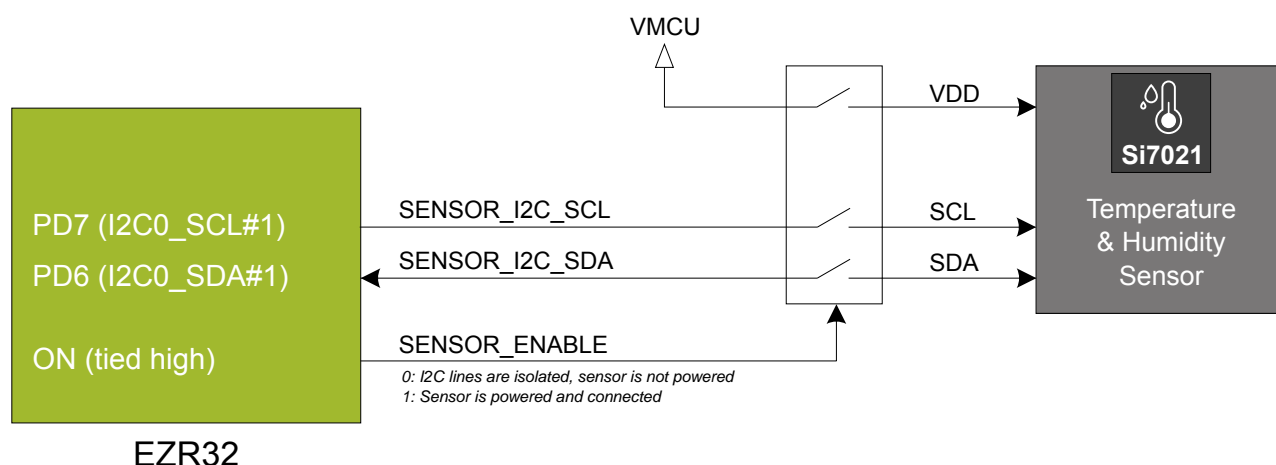 VMCU
VDD
Si7021
PD7 (I2C0_SCL#1)
SENSOR_I2C_SCL
SCL
Temperature
& Humidity
Sensor
PD6 (I2C0_SDA#1)
SENSOR_I2C_SDA
SDA
ON (tied high)
SENSOR_ENABLE
0: I2C lines are isolated, sensor is not powered
1: Sensor is powered and connected
EZR32